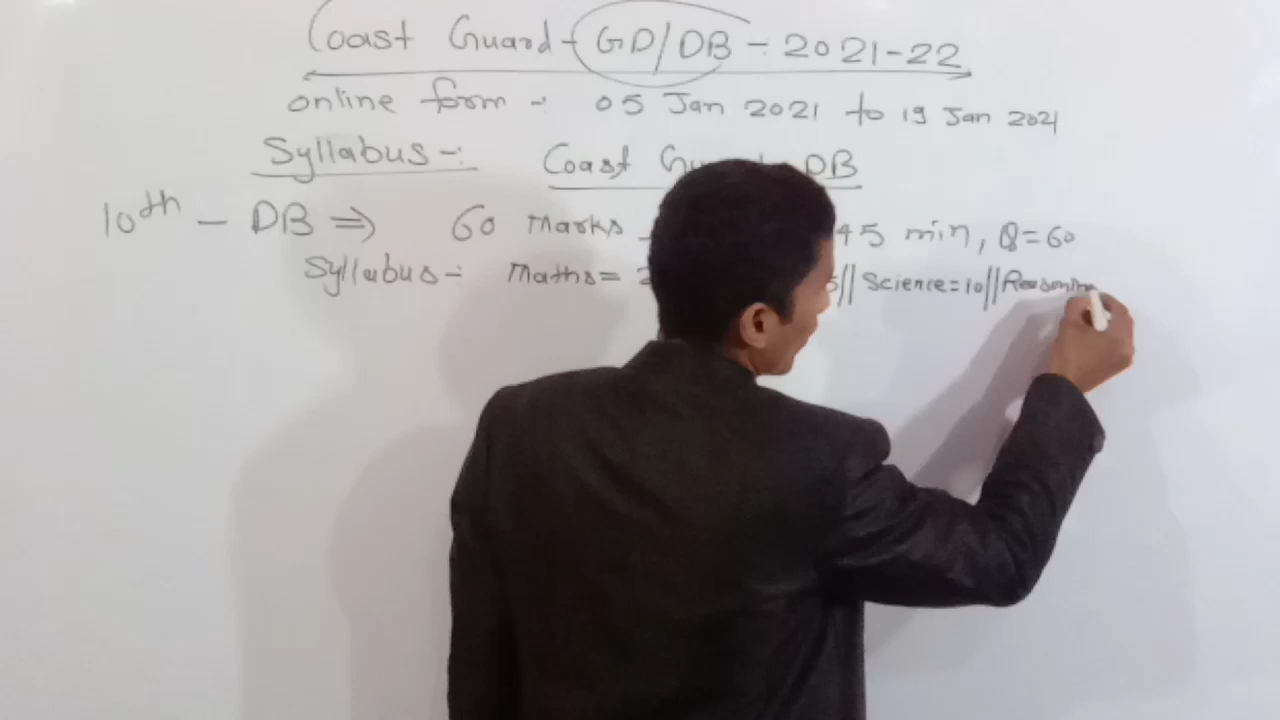 Coast Guard - GD/DB - 2021-22
online form - 05 Jan 2021 to 19 Jan 2021
Syllabus - Coast DB
10th - DB ⇒ 60 Marks 45 min, Q=60
Syllabus - Maths= // Science=10 // Reasoning